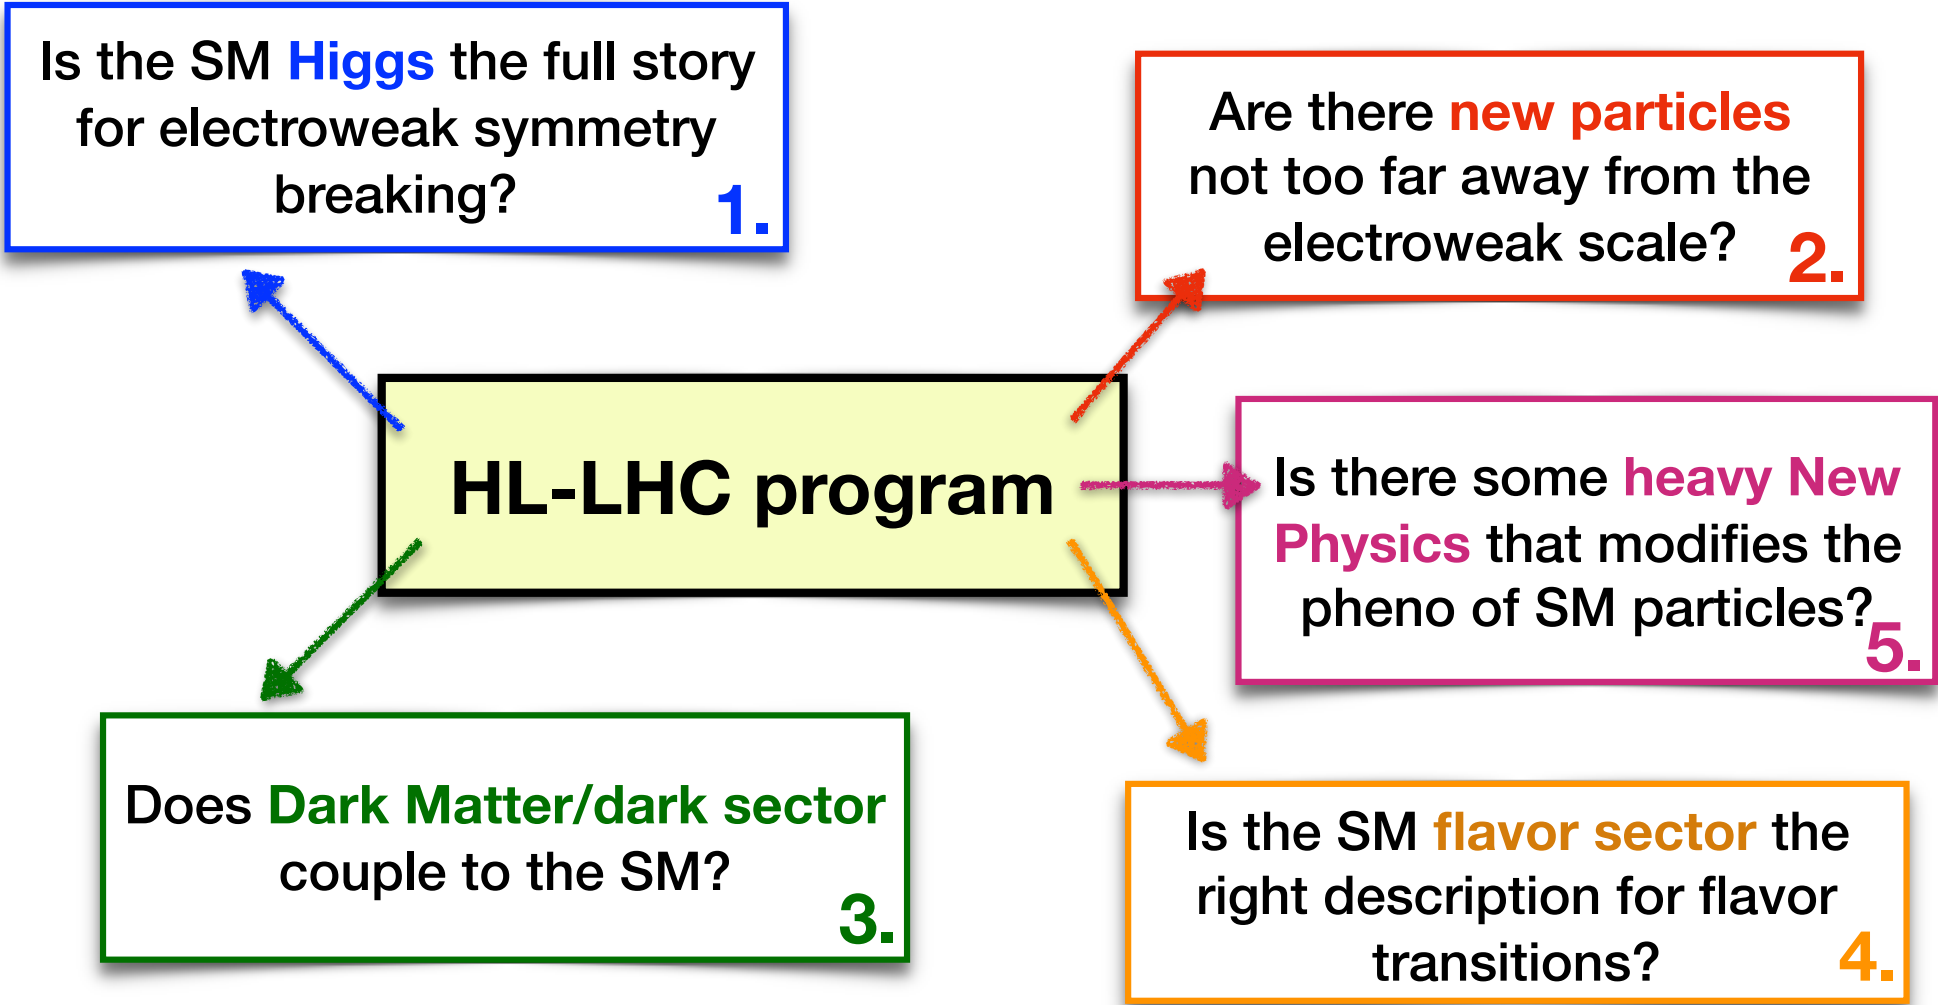 Is the SM Higgs the full story
for electroweak symmetry
breaking?
1.
Are there new particles
not too far away from the
electroweak scale?
2.
HL-LHC program
Is there some heavy New
Physics that modifies the
pheno of SM particles?
5.
Does Dark Matter/dark sector
couple to the SM?
3.
Is the SM flavor sector the
right description for flavor
transitions?
4.